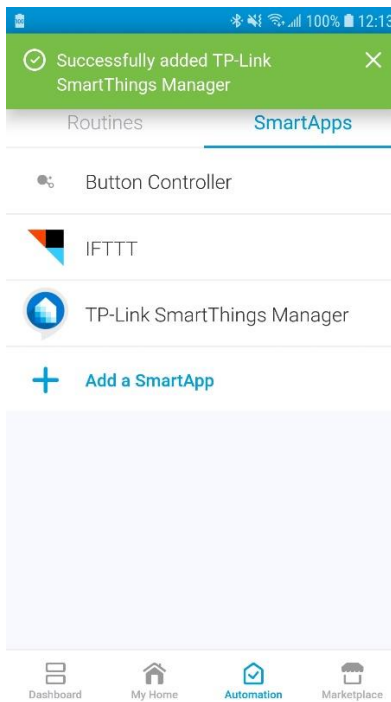 100% 12:13
Successfully added TP-Link
SmartThings Manager
Routines SmartApps
Button Controller
IFTTT
TP-Link SmartThings Manager
Add a SmartApp
Dashboard My Home Automation Marketplace